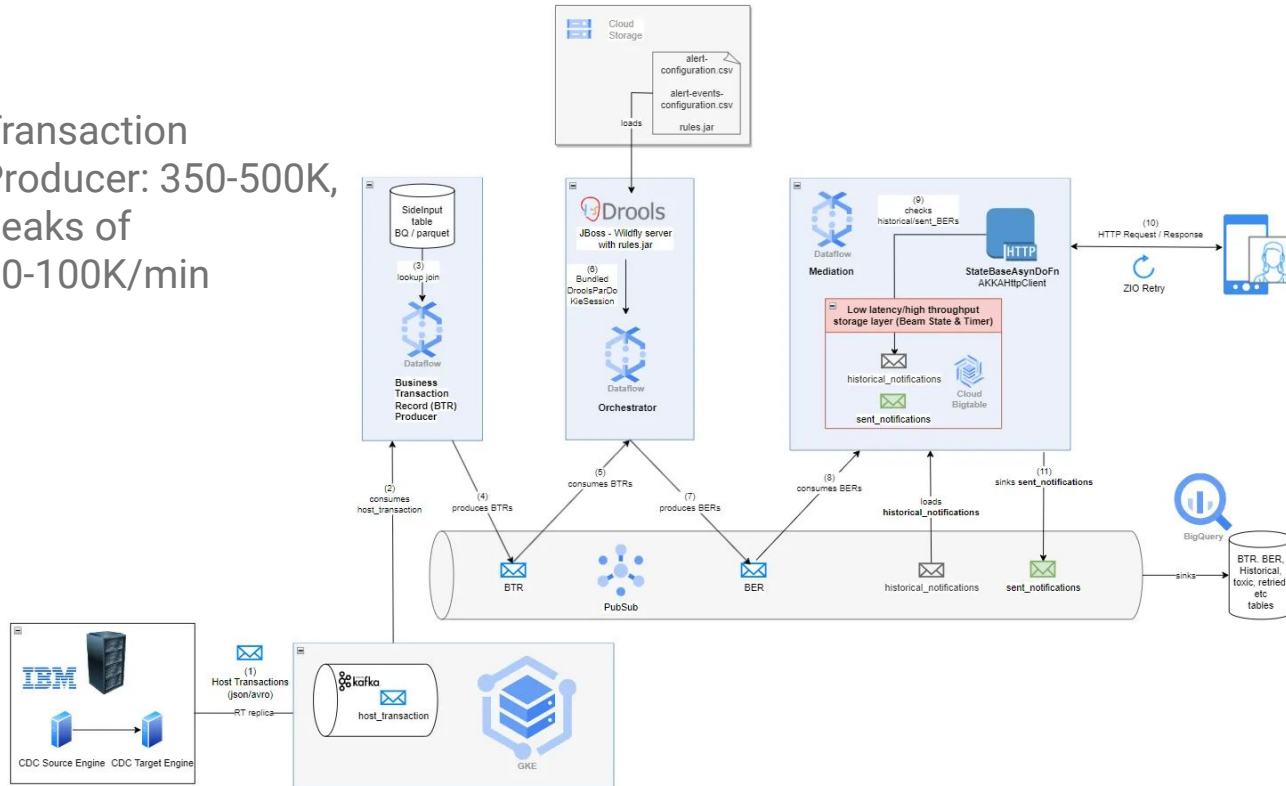 ransaction
roducer: 350-500K,
eaks of
0-100K/min
Cloud
Storage
alert-
configuration.csv
alert-events-
configuration.csv
rules.jar
loads
SideInput
table
BQ / parquet
(3)
lookup join
Dataflow
Business
Transaction
Record (BTR)
Producer
Drools
JBoss - Wildfly server
with rules.jar
(6)
Bundled
DroolsParDo
KieSession
Dataflow
Orchestrator
Dataflow
Mediation
(9)
checks
historical/sent_BERs
HTTP
StateBaseAsynDoFn
AKKAHttpClient
Low latency/high throughput
storage layer (Beam State & Timer)
historical_notifications
sent_notifications
Cloud
Bigtable
(10)
HTTP Request / Response
ZIO Retry
(2)
consumes
host_transaction
(4)
produces BTRs
(5)
consumes BTRs
(7)
produces BERs
(8)
consumes BERs
loads
historical_notifications
(11)
sinks sent_notifications
BTR
PubSub
BER
historical_notifications
sent_notifications
sinks
BigQuery
BTR. BER,
Historical,
toxic, retried
etc
tables
IBM
CDC Source Engine
CDC Target Engine
(1)
Host Transactions
(json/avro)
RT replica
kafka
host_transaction
GKE